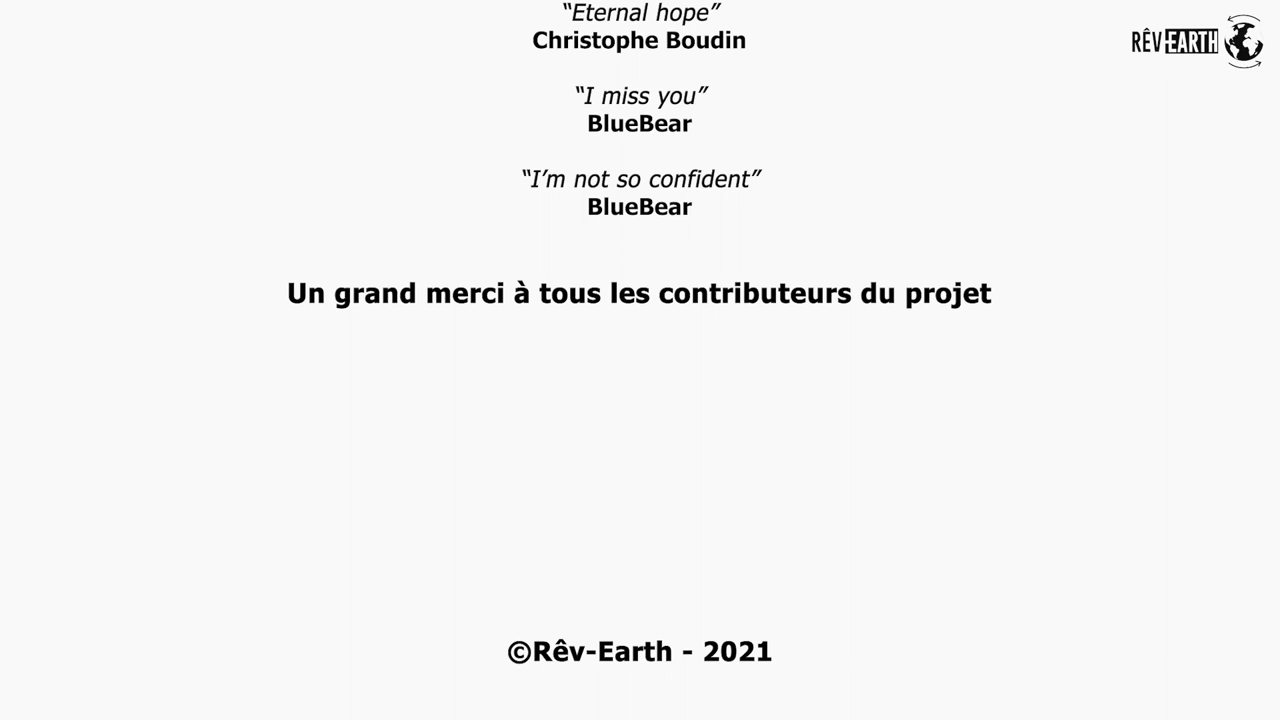 “Eternal hope”
Christophe Boudin
RÊV-EARTH
“I miss you”
BlueBear
“I’m not so confident”
BlueBear
Un grand merci à tous les contributeurs du projet
©Rêv-Earth - 2021